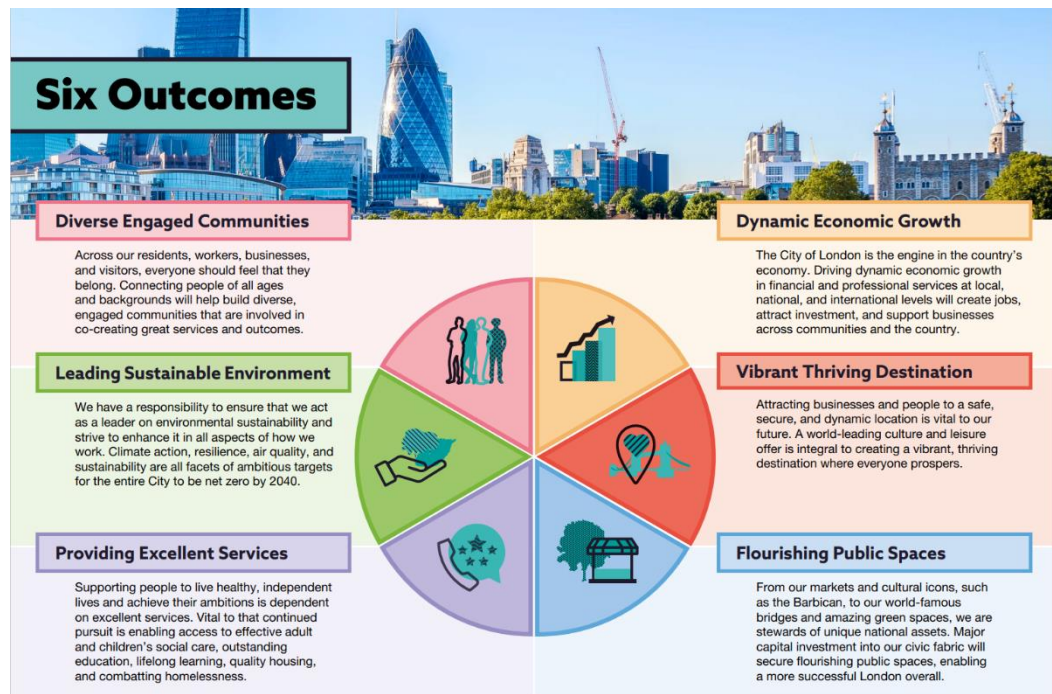 Six Outcomes
Diverse Engaged Communities
Across our residents, workers, businesses,
and visitors, everyone should feel that they
belong. Connecting people of all ages
and backgrounds will help build diverse,
engaged communities that are involved in
co-creating great services and outcomes.
Leading Sustainable Environment
We have a responsibility to ensure that we act
as a leader on environmental sustainability and
strive to enhance it in all aspects of how we
work. Climate action, resilience, air quality, and
sustainability are all facets of ambitious targets
for the entire City to be net zero by 2040.
Providing Excellent Services
Supporting people to live healthy, independent
lives and achieve their ambitions is dependent
on excellent services. Vital to that continued
pursuit is enabling access to effective adult
and children's social care, outstanding
education, lifelong learning, quality housing,
and combatting homelessness.
Dynamic Economic Growth
The City of London is the engine in the country's
economy. Driving dynamic economic growth
in financial and professional services at local,
national, and international levels will create jobs,
attract investment, and support businesses
across communities and the country.
Vibrant Thriving Destination
Attracting businesses and people to a safe,
secure, and dynamic location is vital to our
future. A world-leading culture and leisure
offer is integral to creating a vibrant, thriving
destination where everyone prospers.
Flourishing Public Spaces
From our markets and cultural icons, such
as the Barbican, to our world-famous
bridges and amazing green spaces, we are
stewards of unique national assets. Major
capital investment into our civic fabric will
secure flourishing public spaces, enabling
a more successful London overall.